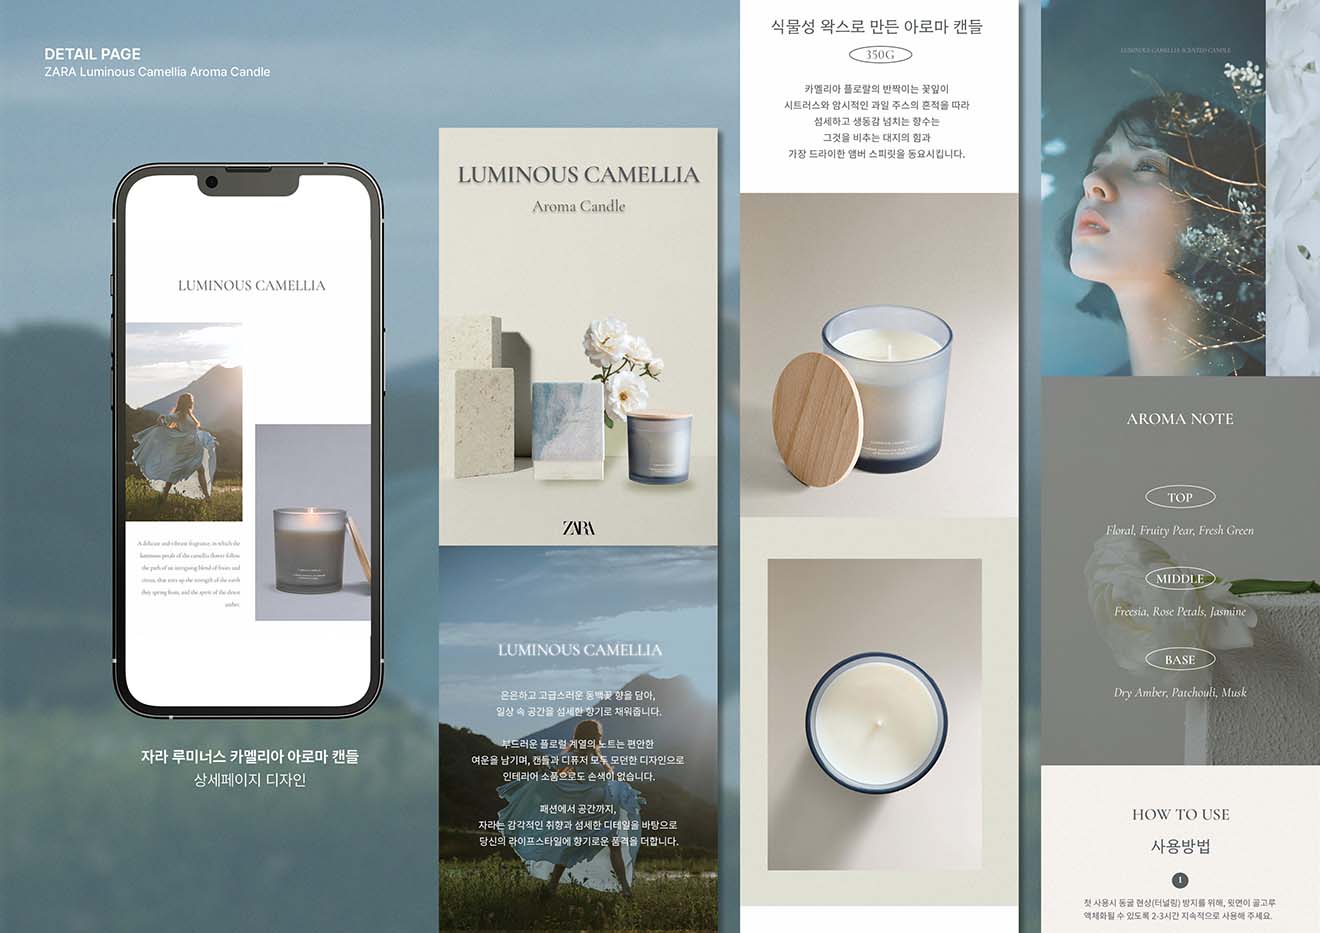 DETAIL PAGE
ZARA Luminous Camellia Aroma Candle
LUMINOUS CAMELLIA
A delicate and vibrant fragrance, in which the
luminous petals of the camellia flower follow
the path of an intriguing blend of fruits and
citrus, that stirs up the strength of the earth
they spring from, and the spirit of the driest
amber.
자라 루미너스 카멜리아 아로마 캔들
상세페이지 디자인
LUMINOUS CAMELLIA
Aroma Candle
ZARA
LUMINOUS CAMELLIA
은은하고 고급스러운 동백꽃 향을 담아,
일상 속 공간을 섬세한 향기로 채워줍니다.
부드러운 플로럴 계열의 노트는 편안한
여운을 남기며, 캔들과 디퓨저 모두 모던한 디자인으로
인테리어 소품으로도 손색이 없습니다.
패션에서 공간까지,
자라는 감각적인 취향과 섬세한 디테일을 바탕으로
당신의 라이프스타일에 향기로운 품격을 더합니다.
식물성 왁스로 만든 아로마 캔들
350G
카멜리아 플로랄의 반짝이는 꽃잎이
시트러스와 암시적인 과일 주스의 흔적을 따라
섬세하고 생동감 넘치는 향수는
그것을 비추는 대지의 힘과
가장 드라이한 앰버 스피릿을 동요시킵니다.
LUMINOUS CAMELLIA
LUMINOUS CAMELLIA SCENTED CANDLE
AROMA NOTE
TOP
Floral, Fruity Pear, Fresh Green
MIDDLE
Freesia, Rose Petals, Jasmine
BASE
Dry Amber, Patchouli, Musk
HOW TO USE
사용방법
1
첫 사용시 동굴 현상(터널링) 방지를 위해, 윗면이 골고루
액체화될 수 있도록 2-3시간 지속적으로 사용해 주세요.